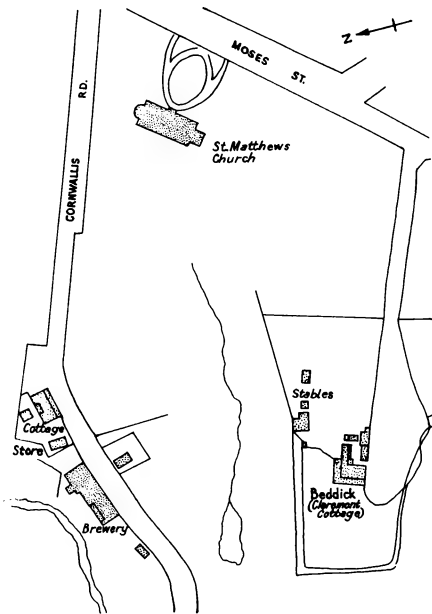 N
MOSES ST.
CORNWALLIS RD.
St. Matthews
Church
Stables
Cottage
Store
Brewery
Beddick
(Claremont
Cottage)